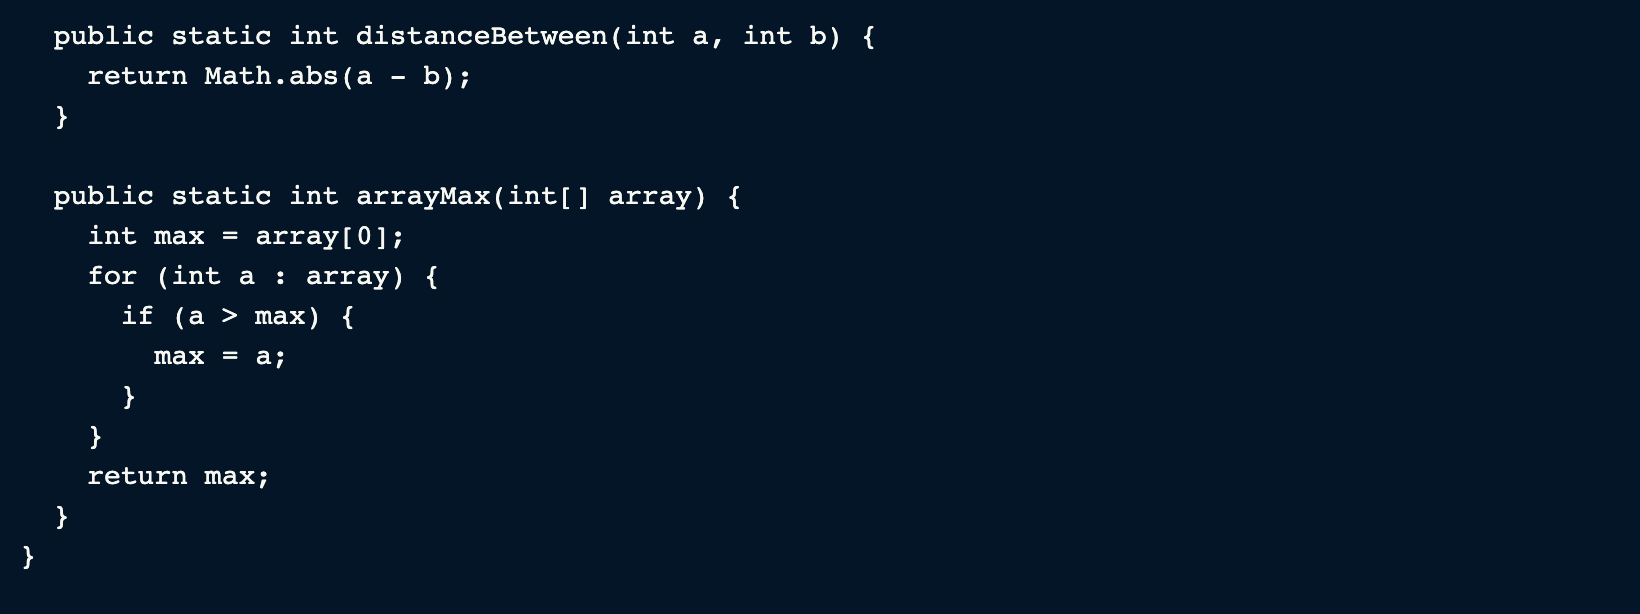 public static int distanceBetween(int a, int b) {
return Math.abs(a - b);
}
public static int arrayMax(int[] array) {
int max = array[0];
for (int a : array) {
if (a > max) {
max = a;
}
}
return max;
}
}